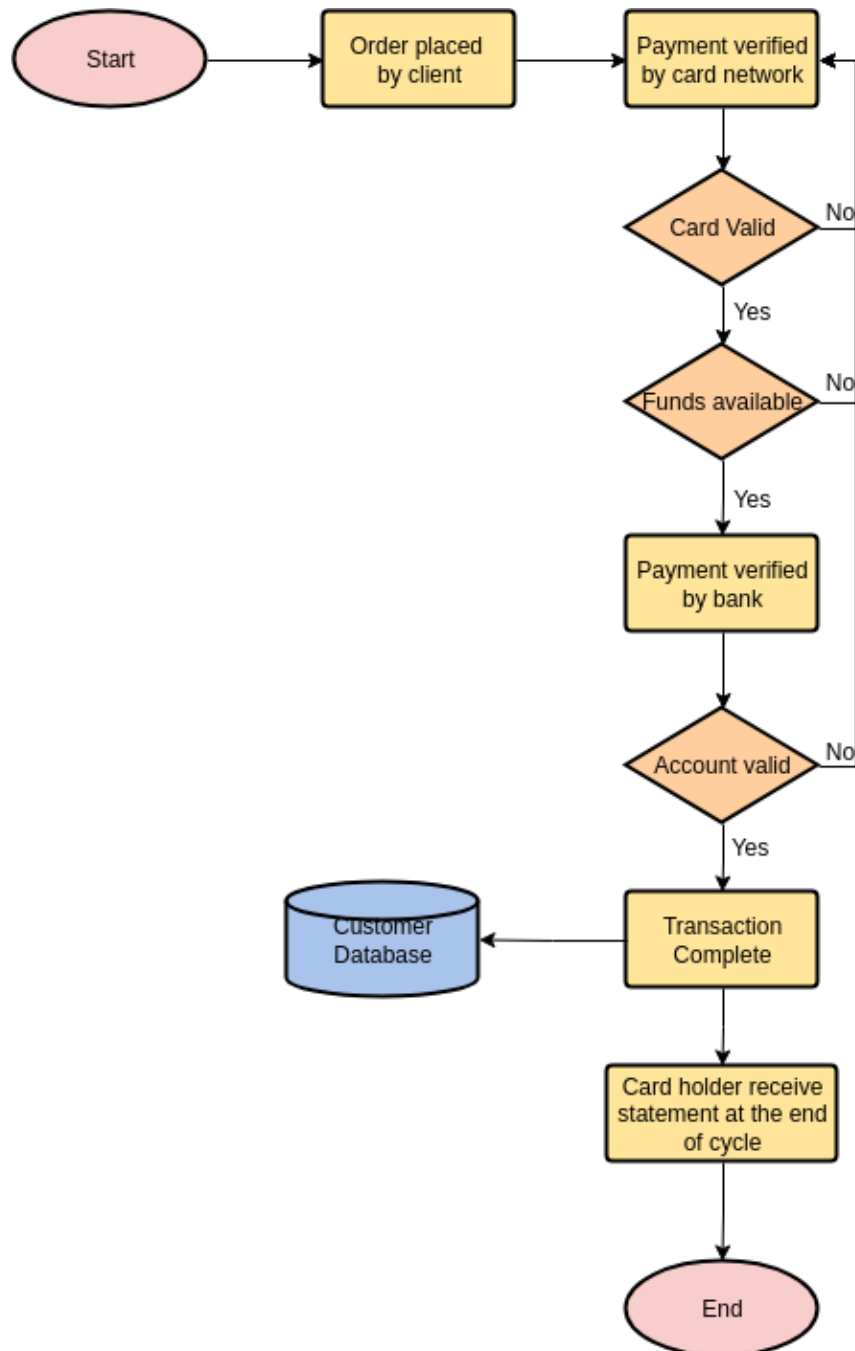 Start
Order placed
by client
Payment verified
by card network
Card Valid
No
Yes
Funds available
No
Yes
Payment verified
by bank
Account valid
No
Yes
Customer
Database
Transaction
Complete
Card holder receive
statement at the end
of cycle
End